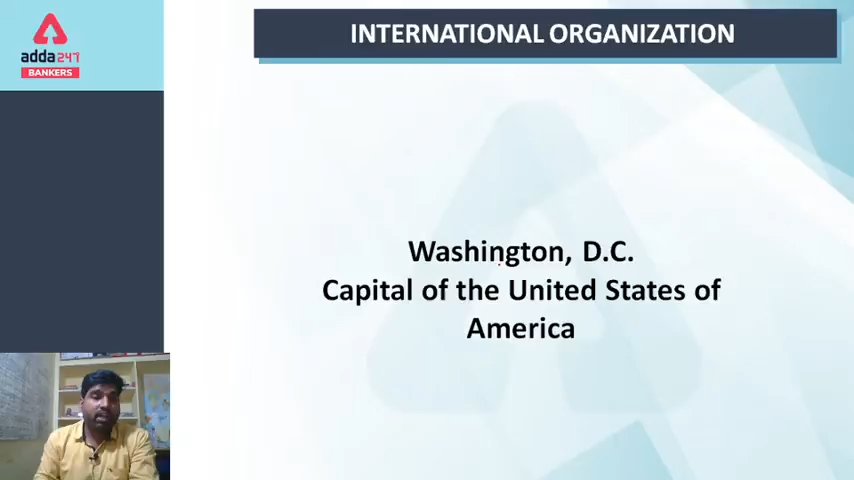 adda247
BANKERS
INTERNATIONAL ORGANIZATION
Washington, D.C.
Capital of the United States of
America